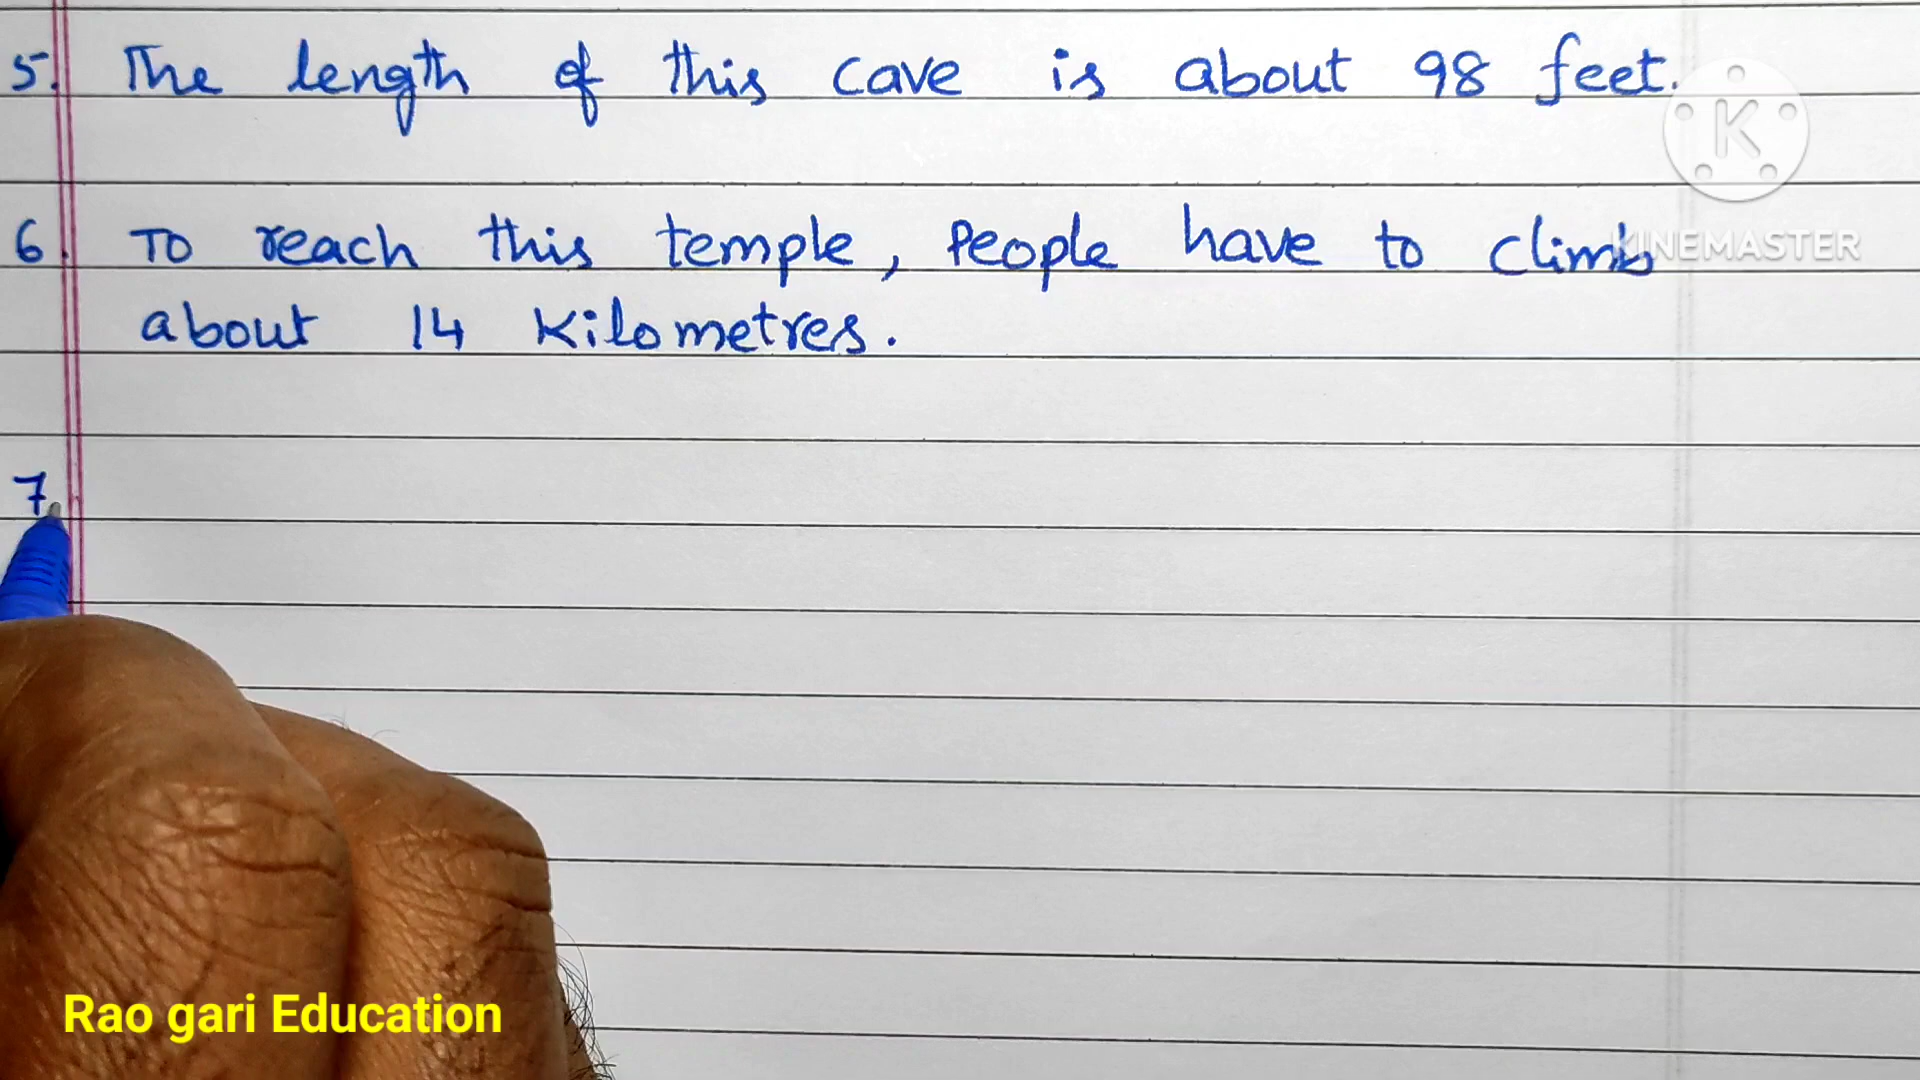 5. The length of this cave is about 98 feet.
6. To reach this temple, People have to climb
about 14 Kilometres.
7.
K
KINEMASTER
Rao gari Education